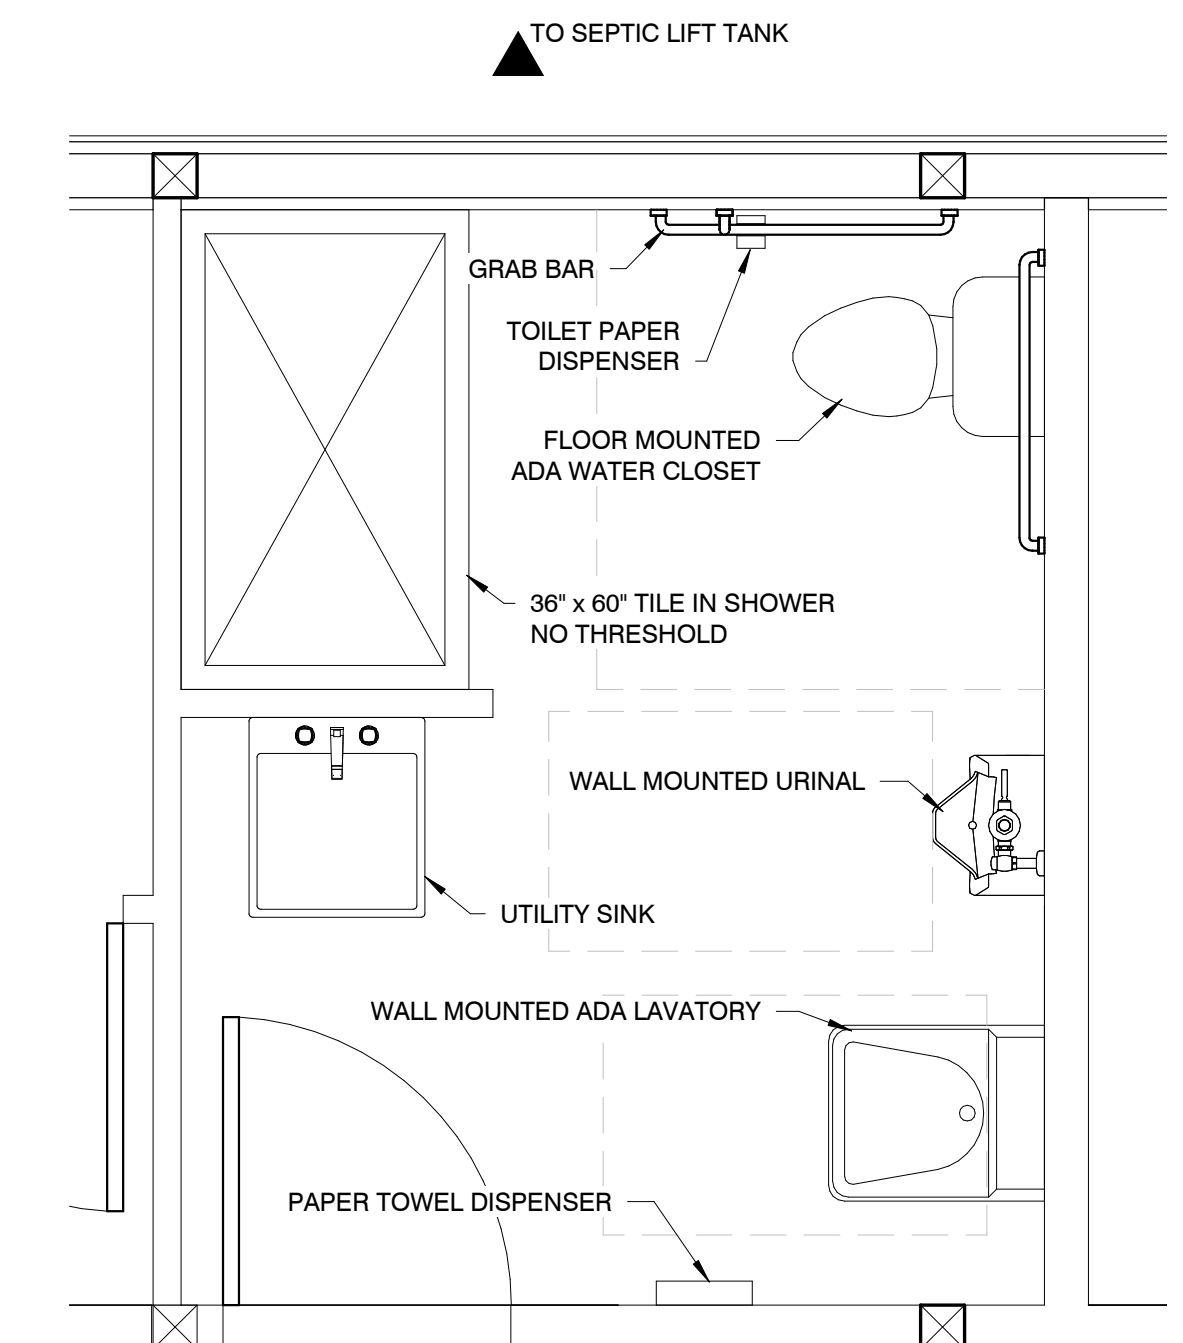 TO SEPTIC LIFT TANK
GRAB BAR
TOILET PAPER
DISPENSER
FLOOR MOUNTED
ADA WATER CLOSET
36" x 60" TILE IN SHOWER
NO THRESHOLD
WALL MOUNTED URINAL
UTILITY SINK
WALL MOUNTED ADA LAVATORY
PAPER TOWEL DISPENSER